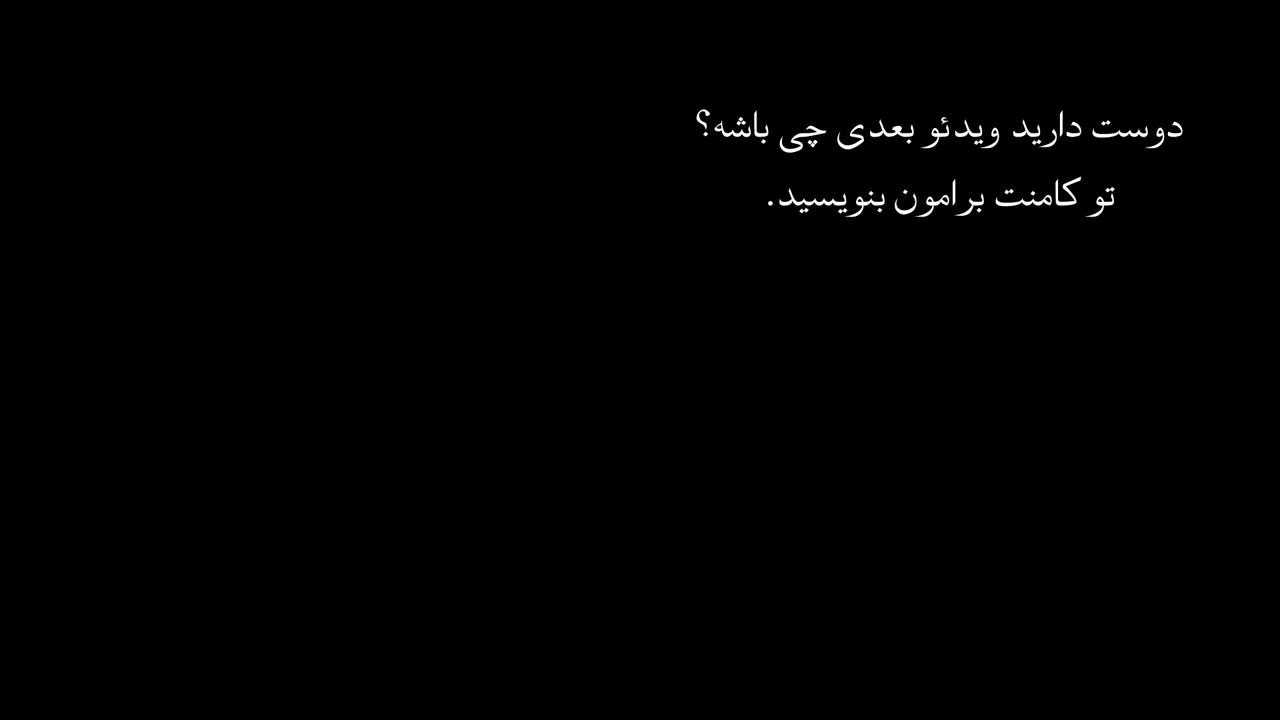 دوست دارید ویدئو بعدی چی باشه؟
تو کامنت برامون بنویسید.